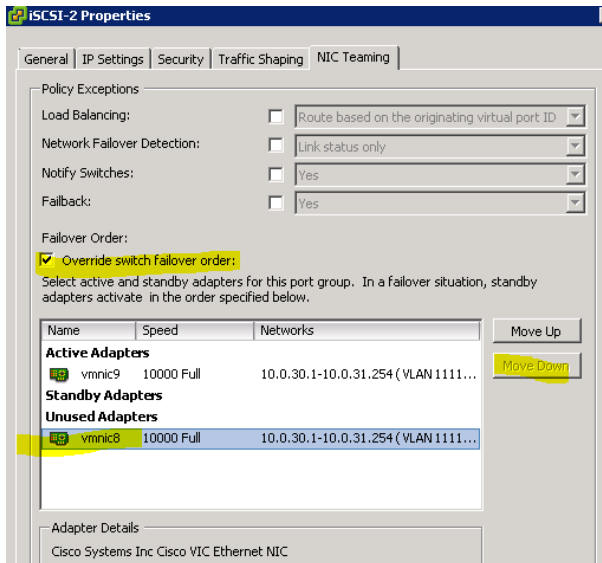 iSCSI-2 Properties
General IP Settings Security Traffic Shaping NIC Teaming
Policy Exceptions
Load Balancing: Route based on the originating virtual port ID
Network Failover Detection: Link status only
Notify Switches: Yes
Failback: Yes
Failover Order:
Override switch failover order:
Select active and standby adapters for this port group. In a failover situation, standby
adapters activate in the order specified below.
Name Speed Networks Move Up
Active Adapters
vmnic9 10000 Full 10.0.30.1-10.0.31.254 ( VLAN 1111... Move Down
Standby Adapters
Unused Adapters
vmnic8 10000 Full 10.0.30.1-10.0.31.254 ( VLAN 1111...
Adapter Details
Cisco Systems Inc Cisco VIC Ethernet NIC